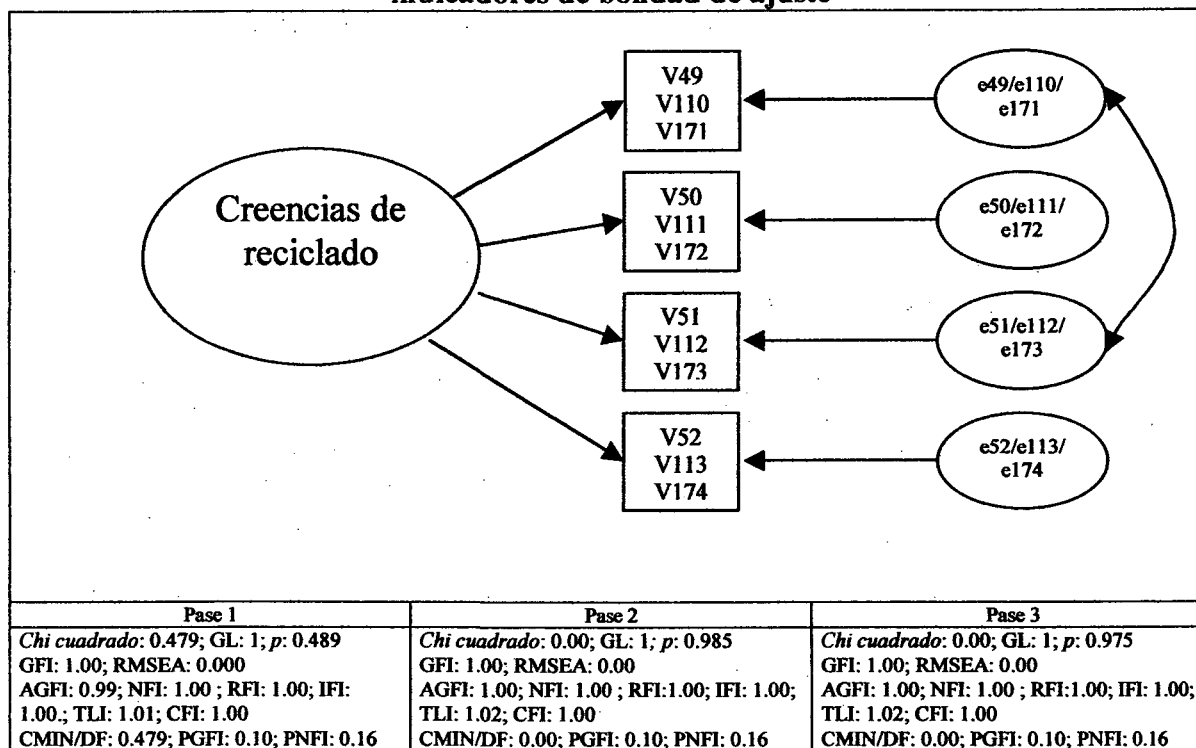 indicadores de bondad de ajuste
V49
V110
V171
e49/e110/
e171
Creencias de
reciclado
V50
V111
V172
e50/e111/
e172
V51
V112
V173
e51/e112/
e173
V52
V113
V174
e52/e113/
e174
Pase 1
Chi cuadrado: 0.479; GL: 1; p: 0.489
GFI: 1.00; RMSEA: 0.000
AGFI: 0.99; NFI: 1.00 ; RFI: 1.00; IFI:
1.00.; TLI: 1.01; CFI: 1.00
CMIN/DF: 0.479; PGFI: 0.10; PNFI: 0.16
Pase 2
Chi cuadrado: 0.00; GL: 1; p: 0.985
GFI: 1.00; RMSEA: 0.00
AGFI: 1.00; NFI: 1.00 ; RFI:1.00; IFI: 1.00;
TLI: 1.02; CFI: 1.00
CMIN/DF: 0.00; PGFI: 0.10; PNFI: 0.16
Pase 3
Chi cuadrado: 0.00; GL: 1; p: 0.975
GFI: 1.00; RMSEA: 0.00
AGFI: 1.00; NFI: 1.00 ; RFI:1.00; IFI: 1.00;
TLI: 1.02; CFI: 1.00
CMIN/DF: 0.00; PGFI: 0.10; PNFI: 0.16